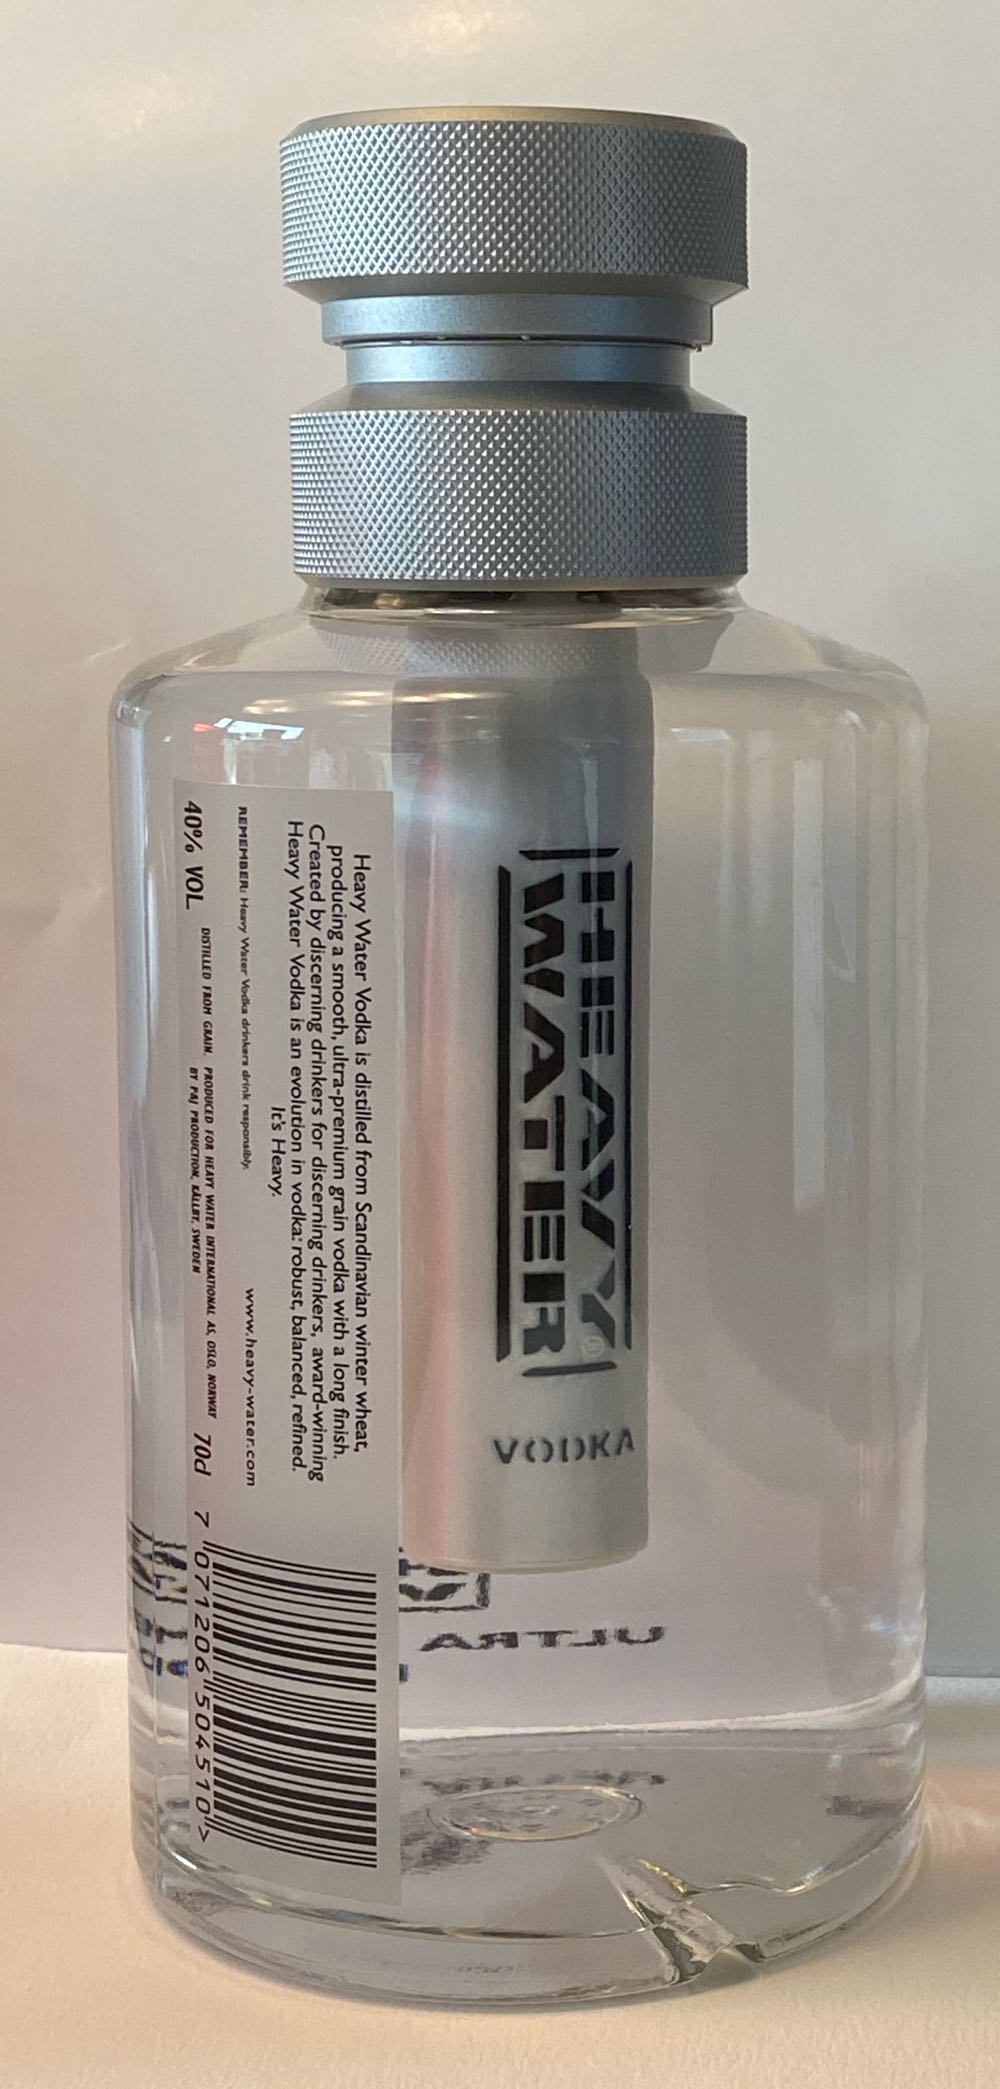 HEAVY
WATER®
VODKA
Heavy Water Vodka is distilled from Scandinavian winter wheat,
producing a smooth, ultra-premium grain vodka with a long finish.
Created by discerning drinkers for discerning drinkers, award-winning
Heavy Water Vodka is an evolution in vodka: robust, balanced, refined.
It's Heavy.
REMEMBER: Heavy Water Vodka drinkers drink responsibly.
www.heavy-water.com
40% VOL.
DISTILLED FROM GRAIN. PRODUCED FOR HEAVY WATER INTERNATIONAL AS, OSLO, NORWAY
BY PAJ PRODUCTION, KÄLLBY, SWEDEN
70cl
7 071206 504510 >
ULTRA